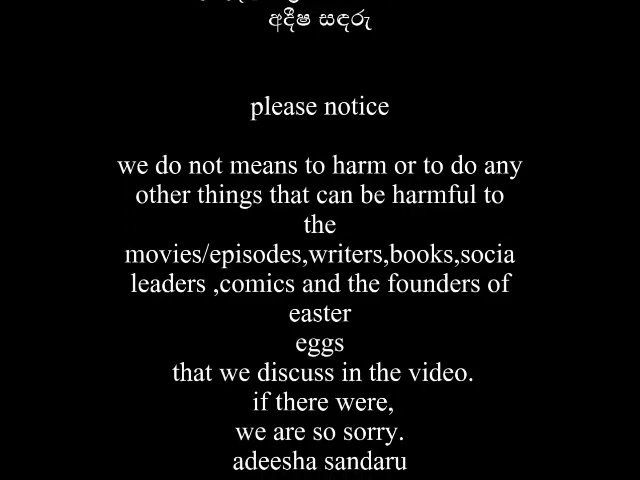 අදීෂ සඳරු
please notice
we do not means to harm or to do any
other things that can be harmful to
the
movies/episodes,writers,books,socia
leaders ,comics and the founders of
easter
eggs
that we discuss in the video.
if there were,
we are so sorry.
adeesha sandaru